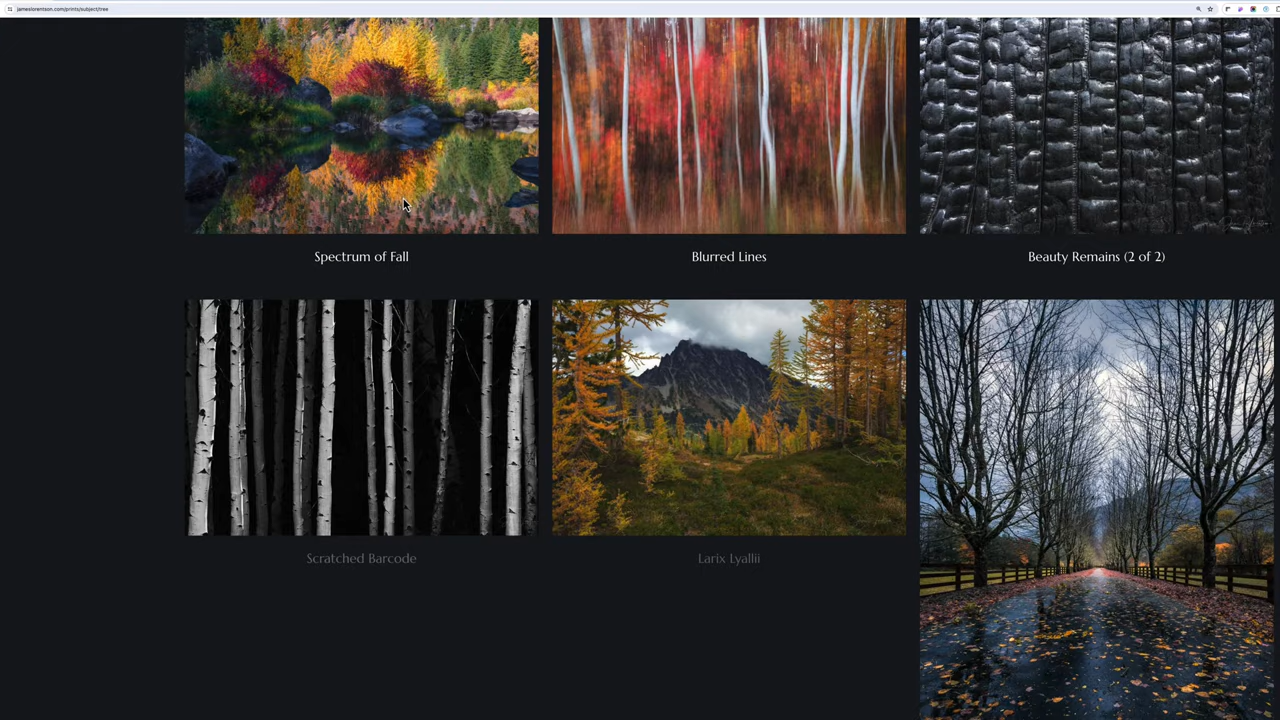 jameslorentson.com/prints/subject/tree
Spectrum of Fall
Blurred Lines
Beauty Remains (2 of 2)
Scratched Barcode
Larix Lyallii